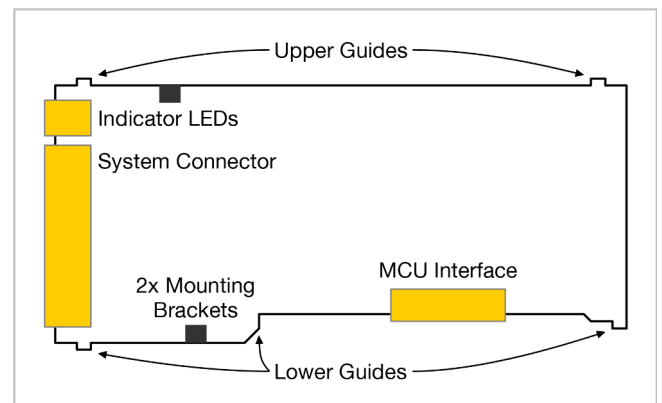 Upper Guides
Indicator LEDs
System Connector
MCU Interface
2x Mounting
Brackets
Lower Guides